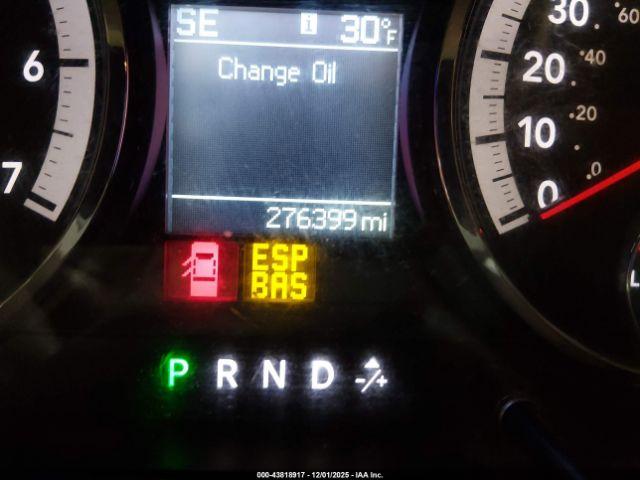 SE i 30°F
Change Oil
276399 mi
6
7
30
20
10
0
60
40
20
0
ESP
BAS
P R N D -/+
L
000-43818917 - 12/01/2025 - IAA Inc.